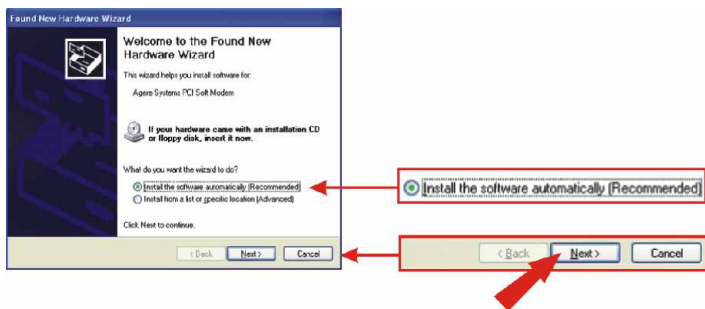 Found New Hardware Wizard
Welcome to the Found New
Hardware Wizard
This wizard helps you install software for:
Agere Systems PCI Soft Modem
If your hardware came with an installation CD
or floppy disk, insert it now.
What do you want the wizard to do?
Install the software automatically (Recommended)
Install from a list or specific location (Advanced)
Click Next to continue.
< Back Next > Cancel
Install the software automatically (Recommended)
< Back Next > Cancel